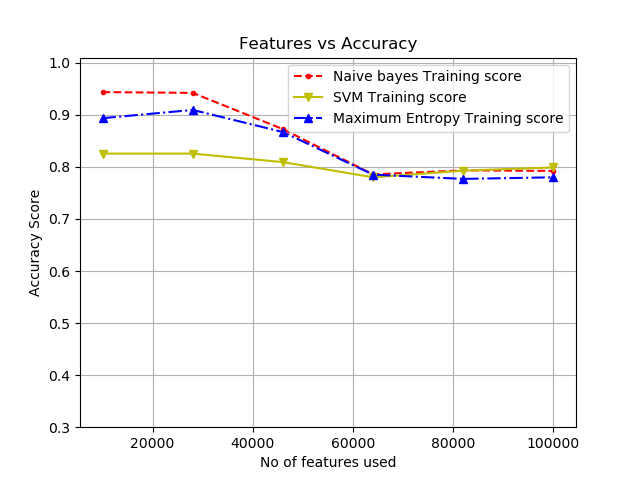 Features vs Accuracy
Naive bayes Training score
SVM Training score
Maximum Entropy Training score
Accuracy Score
1.0
0.9
0.8
0.7
0.6
0.5
0.4
0.3
20000 40000 60000 80000 100000
No of features used